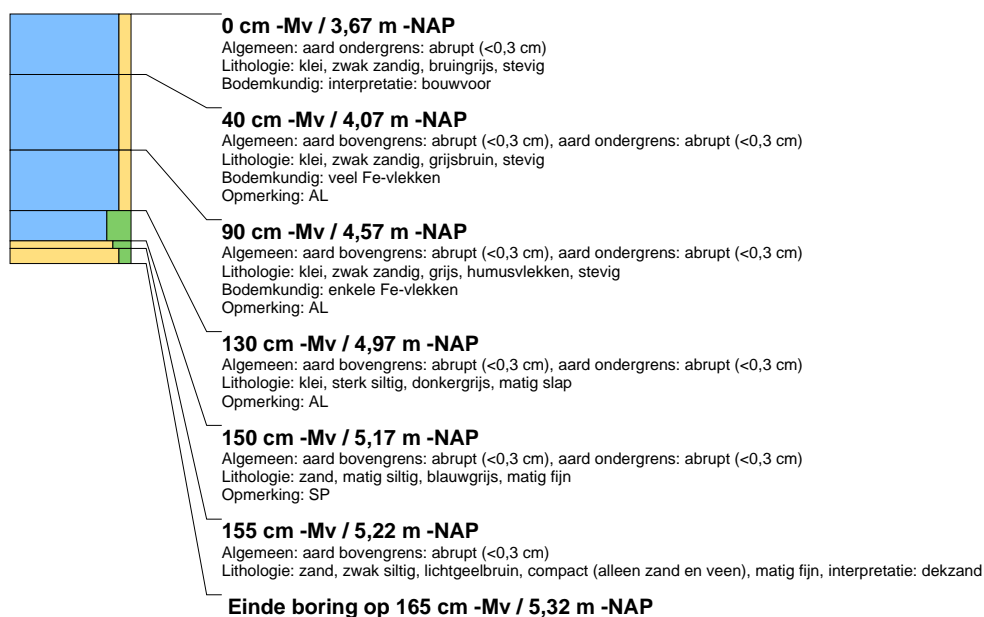 0 cm -Mv / 3,67 m -NAP
Algemeen: aard ondergrens: abrupt (<0,3 cm)
Lithologie: klei, zwak zandig, bruingrijs, stevig
Bodemkundig: interpretatie: bouwvoor
40 cm -Mv / 4,07 m -NAP
Algemeen: aard bovengrens: abrupt (<0,3 cm), aard ondergrens: abrupt (<0,3 cm)
Lithologie: klei, zwak zandig, grijsbruin, stevig
Bodemkundig: veel Fe-vlekken
Opmerking: AL
90 cm -Mv / 4,57 m -NAP
Algemeen: aard bovengrens: abrupt (<0,3 cm), aard ondergrens: abrupt (<0,3 cm)
Lithologie: klei, zwak zandig, grijs, humusvlekken, stevig
Bodemkundig: enkele Fe-vlekken
Opmerking: AL
130 cm -Mv / 4,97 m -NAP
Algemeen: aard bovengrens: abrupt (<0,3 cm), aard ondergrens: abrupt (<0,3 cm)
Lithologie: klei, sterk siltig, donkergrijs, matig slap
Opmerking: AL
150 cm -Mv / 5,17 m -NAP
Algemeen: aard bovengrens: abrupt (<0,3 cm), aard ondergrens: abrupt (<0,3 cm)
Lithologie: zand, matig siltig, blauwgrijs, matig fijn
Opmerking: SP
155 cm -Mv / 5,22 m -NAP
Algemeen: aard bovengrens: abrupt (<0,3 cm)
Lithologie: zand, zwak siltig, lichtgeelbruin, compact (alleen zand en veen), matig fijn, interpretatie: dekzand
Einde boring op 165 cm -Mv / 5,32 m -NAP